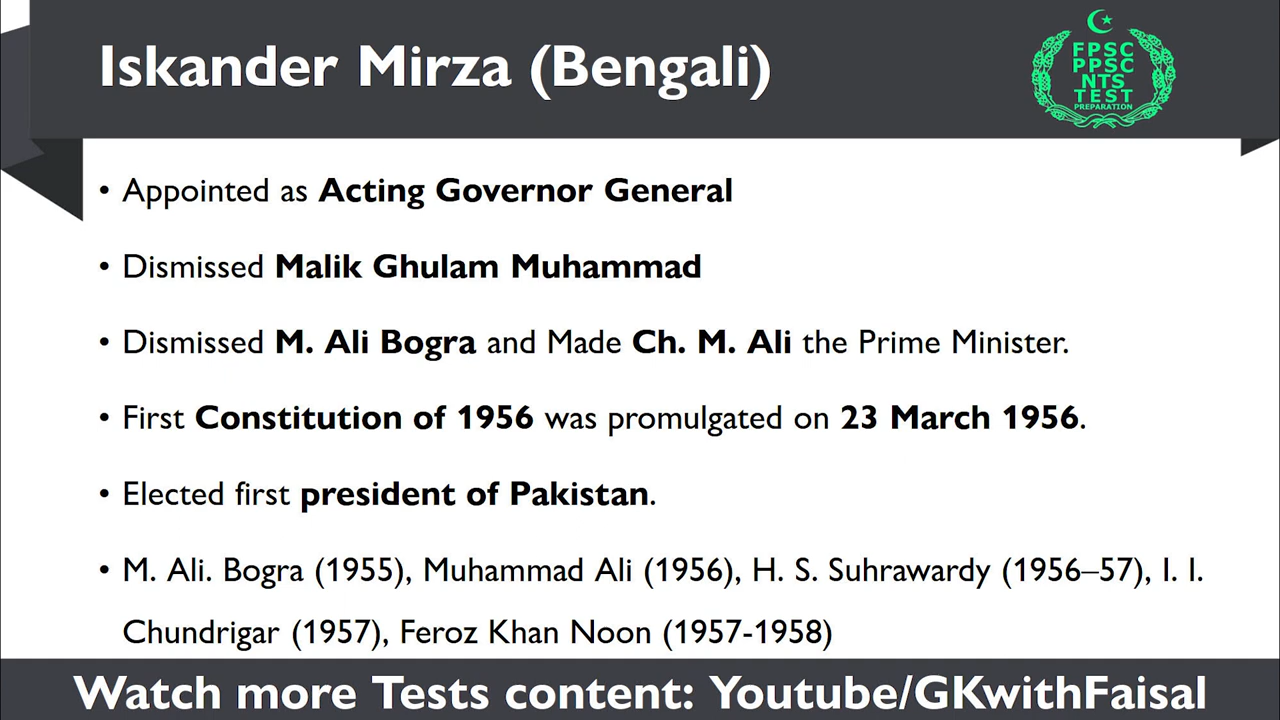 Iskander Mirza (Bengali)
FPSC
PPSC
NTS
TEST
PREPARATION
• Appointed as Acting Governor General
• Dismissed Malik Ghulam Muhammad
• Dismissed M. Ali Bogra and Made Ch. M. Ali the Prime Minister.
• First Constitution of 1956 was promulgated on 23 March 1956.
• Elected first president of Pakistan.
• M. Ali. Bogra (1955), Muhammad Ali (1956), H. S. Suhrawardy (1956–57), I. I.
Chundrigar (1957), Feroz Khan Noon (1957-1958)
Watch more Tests content: Youtube/GKwithFaisal